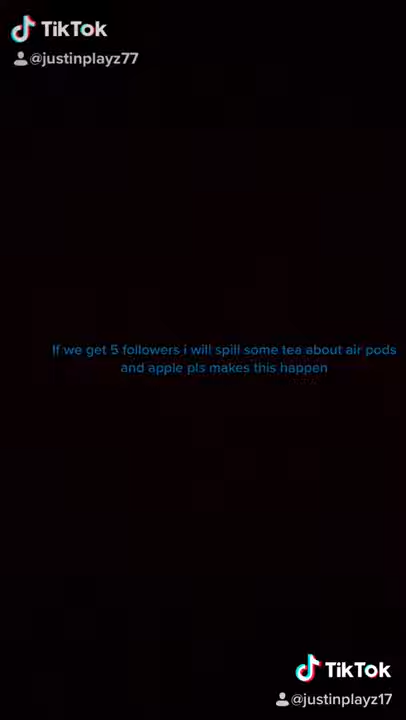 TikTok
@justinplayz77
If we get 5 followers i will spill some tea about air pods
and apple pls makes this happen
TikTok
@justinplayz17